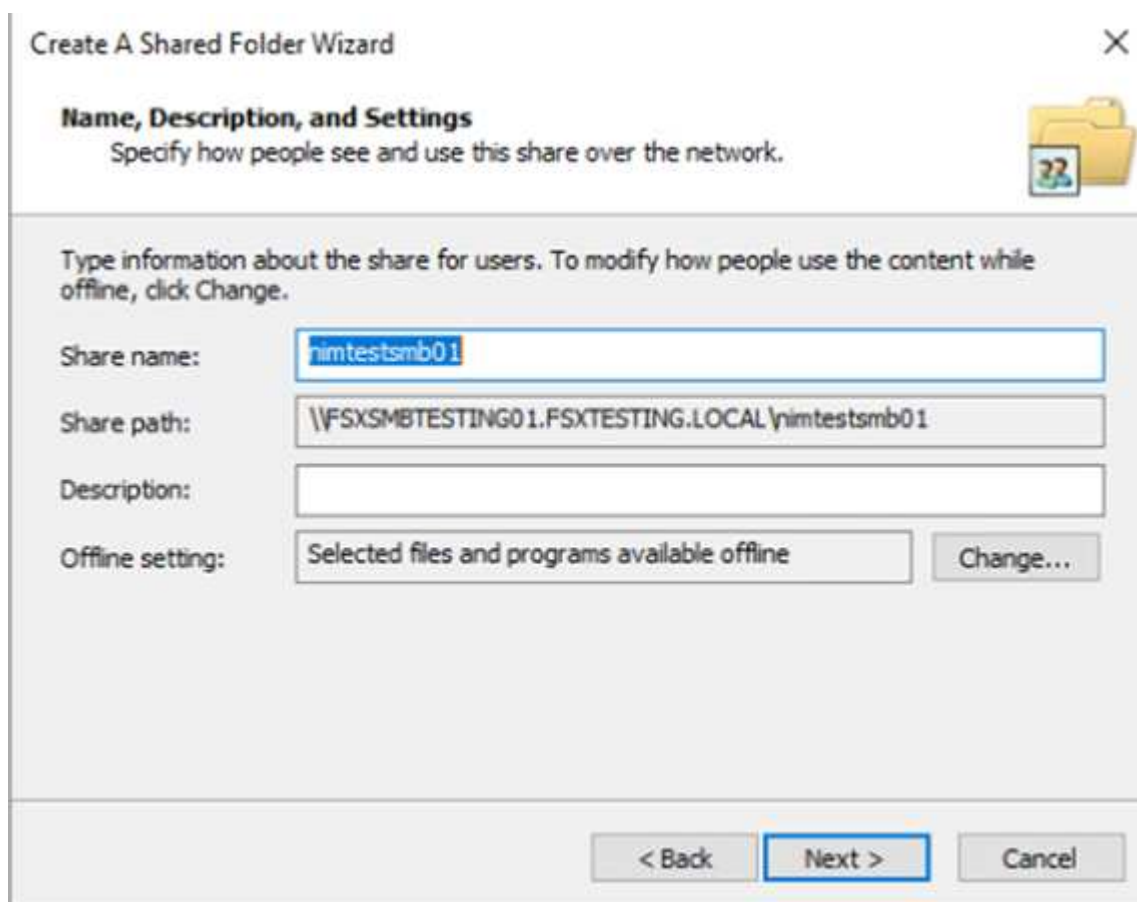 Create A Shared Folder Wizard
Name, Description, and Settings
Specify how people see and use this share over the network.
Type information about the share for users. To modify how people use the content while
offline, click Change.
Share name: nimtestsmb01
Share path: \\FSXSMBTESTING01.FSXTESTING.LOCAL\nimtestsmb01
Description:
Offline setting: Selected files and programs available offline Change...
< Back Next > Cancel